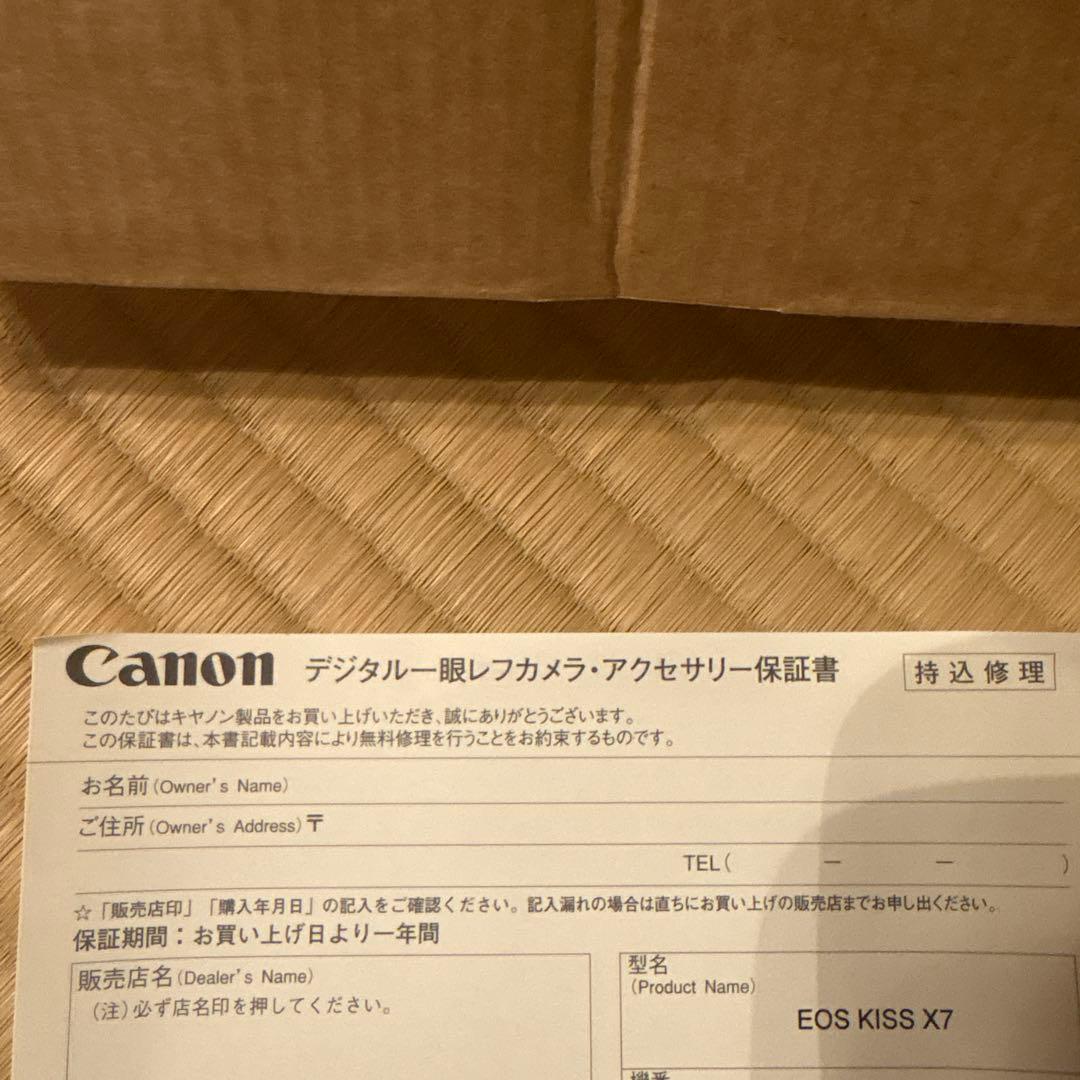 Canon デジタル一眼レフカメラ・アクセサリー保証書 持込修理
このたびはキヤノン製品をお買い上げいただき、誠にありがとうございます。
この保証書は、本書記載内容により無料修理を行うことをお約束するものです。
お名前(Owner's Name)
ご住所(Owner's Address)〒
TEL( ー ー )
☆「販売店印」「購入年月日」の記入をご確認ください。記入漏れの場合は直ちにお買い上げの販売店までお申し出ください。
保証期間：お買い上げ日より一年間
販売店名(Dealer's Name)
(注)必ず店名印を押してください。
型名
(Product Name)
EOS KISS X7
機番